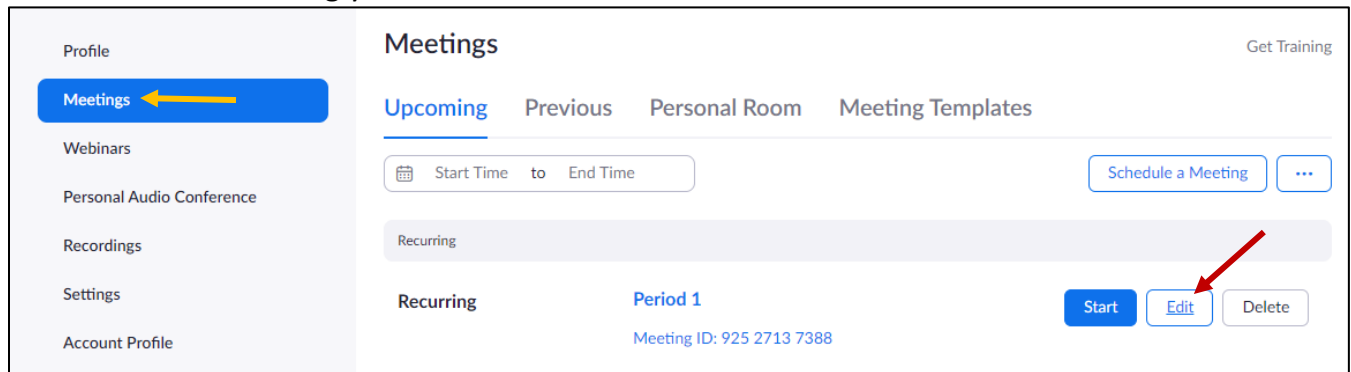 Profile
Meetings
Webinars
Personal Audio Conference
Recordings
Settings
Account Profile
Meetings
Get Training
Upcoming Previous Personal Room Meeting Templates
Start Time to End Time
Schedule a Meeting ...
Recurring
Recurring Period 1 Start Edit Delete
Meeting ID: 925 2713 7388